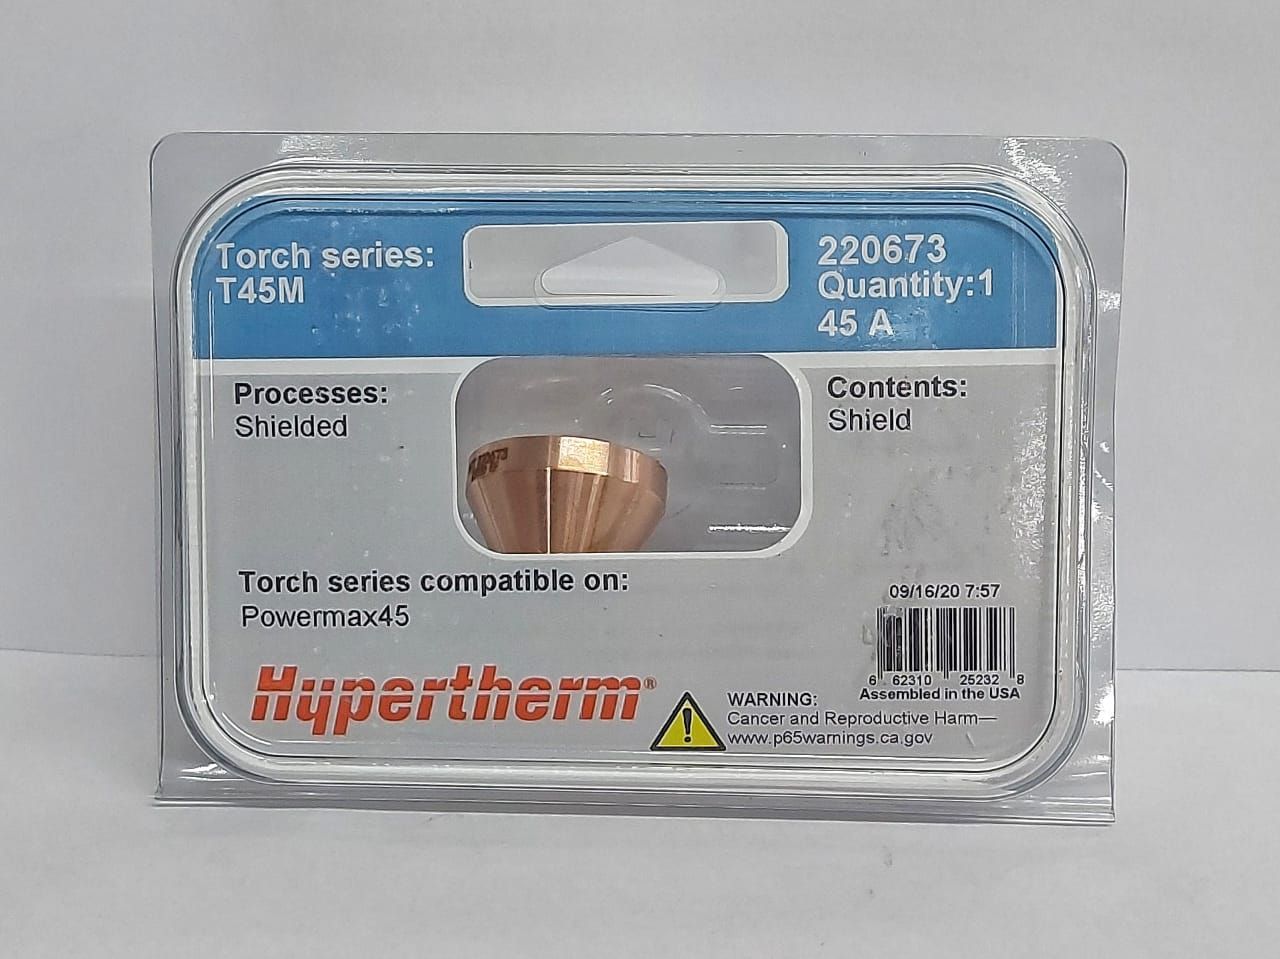 Torch series:
T45M
220673
Quantity:1
45 A
Processes:
Shielded
Contents:
Shield
Torch series compatible on:
Powermax45
09/16/20 7:57
6 62310 25232 8
Assembled in the USA
Hypertherm®
WARNING:
Cancer and Reproductive Harm—
www.p65warnings.ca.gov